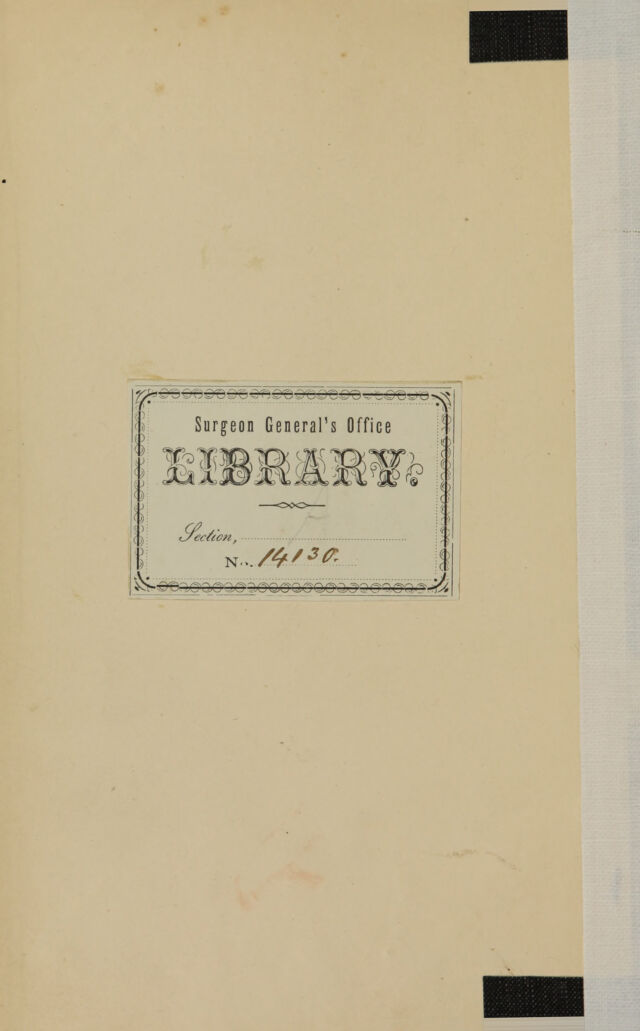 Surgeon General's Office
LIBRARY.
Section,
No. 14130.